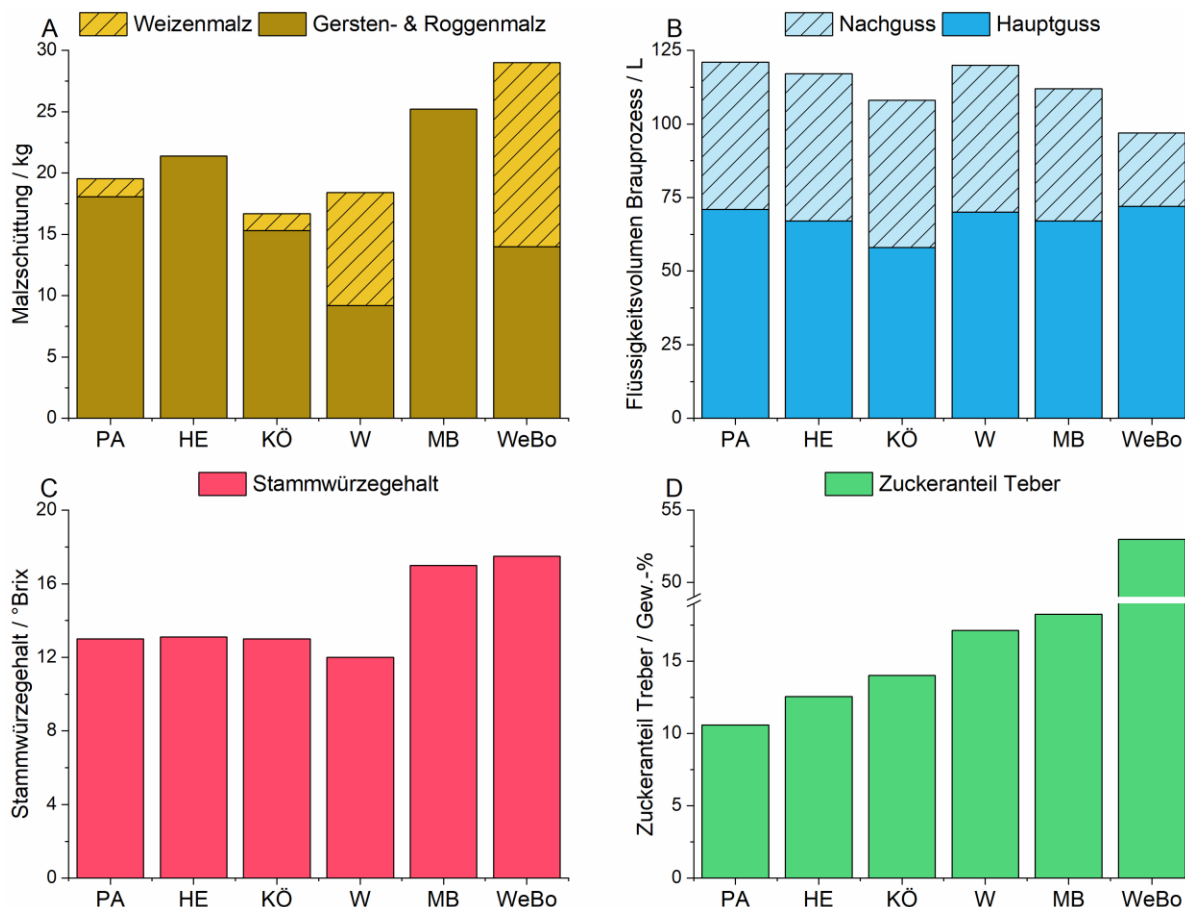 A
Weizenmalz
Gersten- & Roggenmalz
30
25
20
15
10
5
0
Malzschüttung / kg
PA HE KÖ W MB WeBo
B
Nachguss
Hauptguss
125
100
75
50
25
0
Flüssigkeitsvolumen Brauprozess / L
PA HE KÖ W MB WeBo
C
Stammwürzegehalt
20
16
12
8
4
0
Stammwürzegehalt / °Brix
PA HE KÖ W MB WeBo
D
Zuckeranteil Teber
55
50
15
10
5
0
Zuckeranteil Treber / Gew.-%
PA HE KÖ W MB WeBo